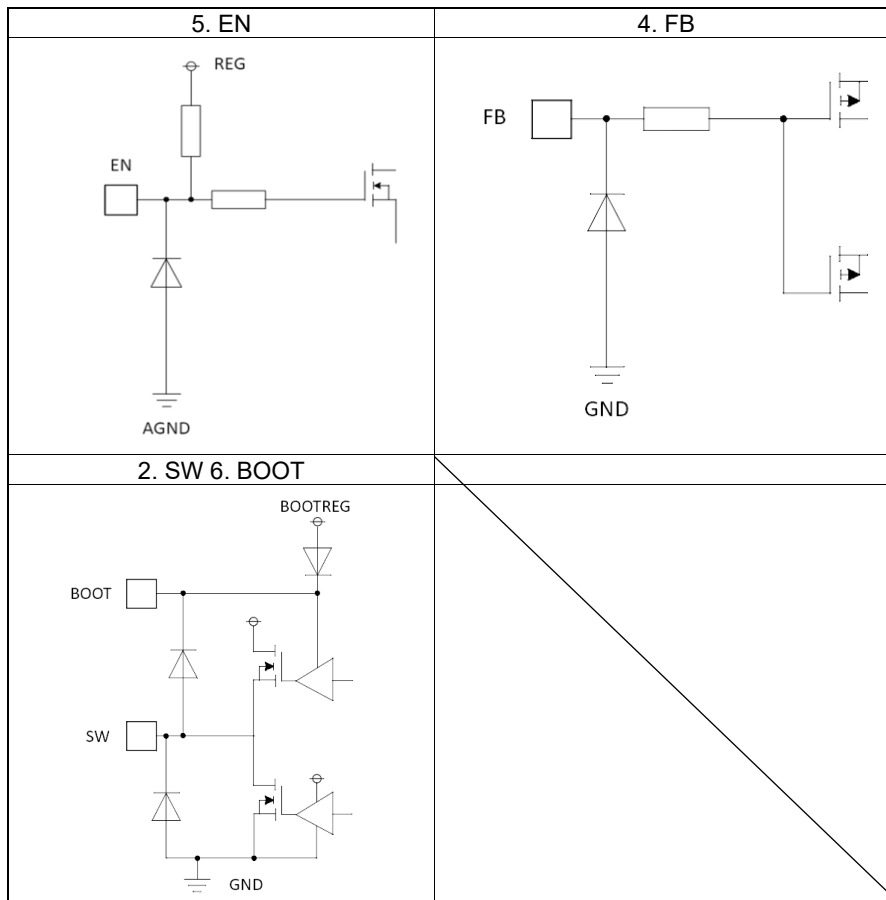 5. EN
4. FB
REG
EN
AGND
FB
GND
2. SW 6. BOOT
BOOTREG
BOOT
SW
GND